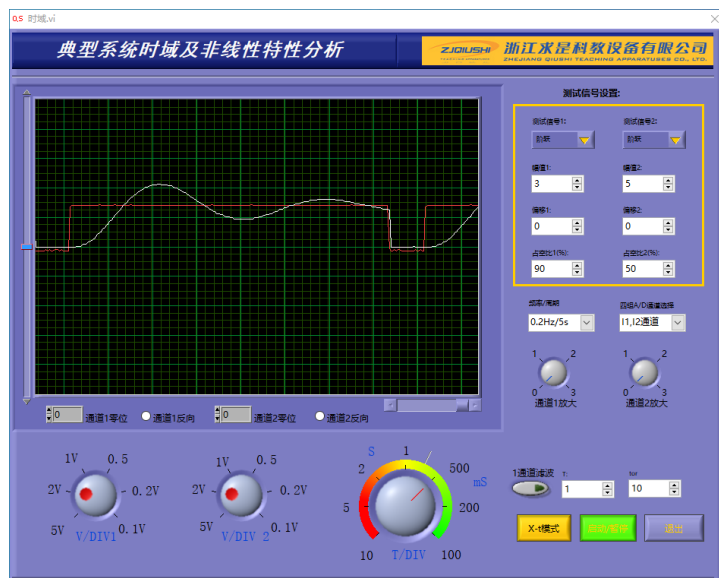 时域.vi
典型系统时域及非线性特性分析
ZJQIUSHI 浙江求是科教设备有限公司
ZHEJIANG QIUSHI TEACHING APPARATUSES CO., LTD.
测试信号设置:
测试信号1: 测试信号2:
阶跃 阶跃
幅值1: 幅值2:
3 5
偏移1: 偏移2:
0 0
占空比1(%): 占空比2(%):
90 50
频率/周期 四组A/D通道选择
0.2Hz/5s I1,I2通道
1 2 1 2
0 3 0 3
通道1放大 通道2放大
0 通道1零位 通道1反向 0 通道2零位 通道2反向
1V 0.5 1V 0.5 S 1
2V 0.2V 2V 0.2V 2 500 mS
5V 0.1V 5V 0.1V 5 200
V/DIV1 V/DIV 2 10 T/DIV 100
1通道滤波 T:
1 10
X-t模式 退出